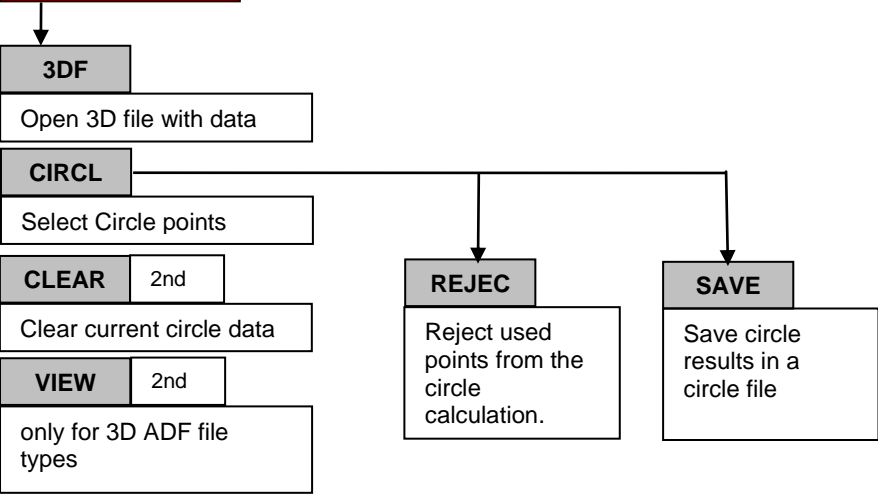 3DF
Open 3D file with data
CIRCL
Select Circle points
CLEAR 2nd
Clear current circle data
VIEW 2nd
only for 3D ADF file
types
REJEC
Reject used
points from the
circle
calculation.
SAVE
Save circle
results in a
circle file